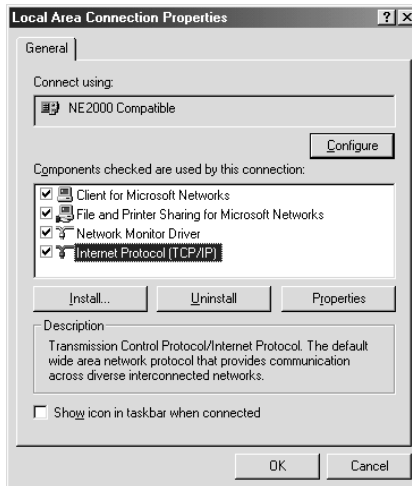 Local Area Connection Properties
General
Connect using:
NE2000 Compatible
Configure
Components checked are used by this connection:
Client for Microsoft Networks
File and Printer Sharing for Microsoft Networks
Network Monitor Driver
Internet Protocol (TCP/IP)
Install... Uninstall Properties
Description
Transmission Control Protocol/Internet Protocol. The default
wide area network protocol that provides communication
across diverse interconnected networks.
Show icon in taskbar when connected
OK Cancel